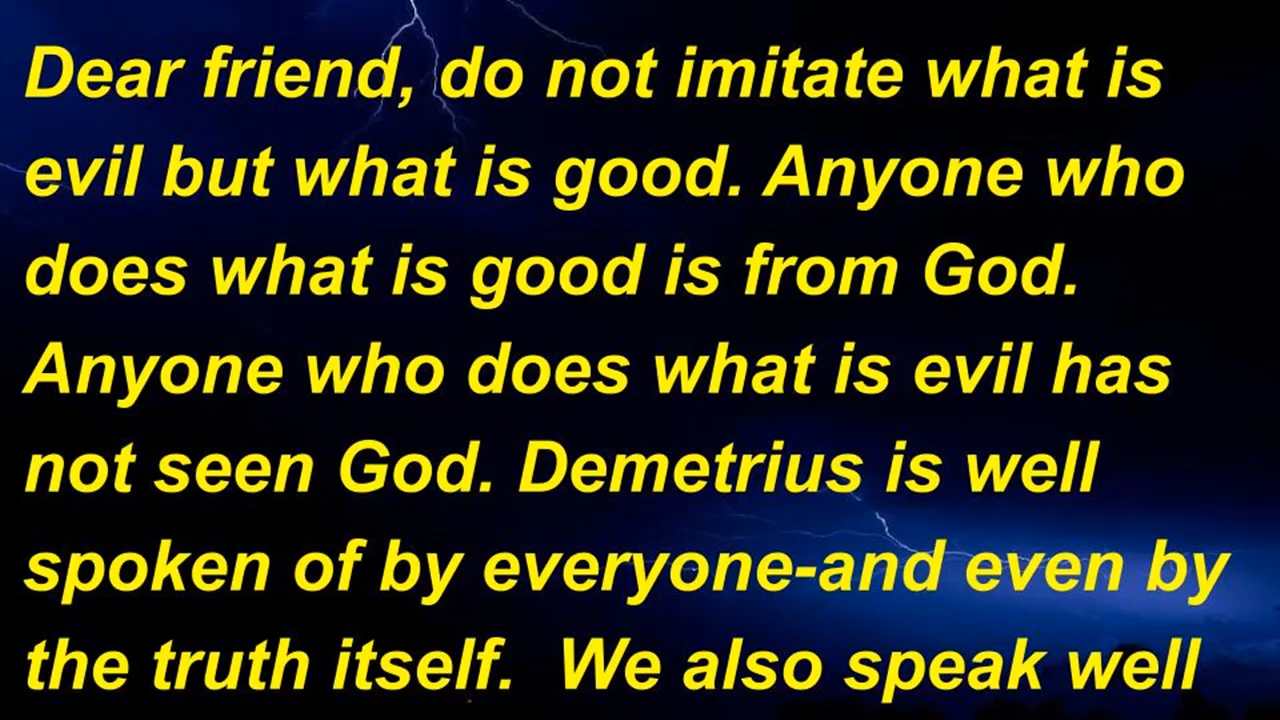 Dear friend, do not imitate what is
evil but what is good. Anyone who
does what is good is from God.
Anyone who does what is evil has
not seen God. Demetrius is well
spoken of by everyone-and even by
the truth itself.  We also speak well